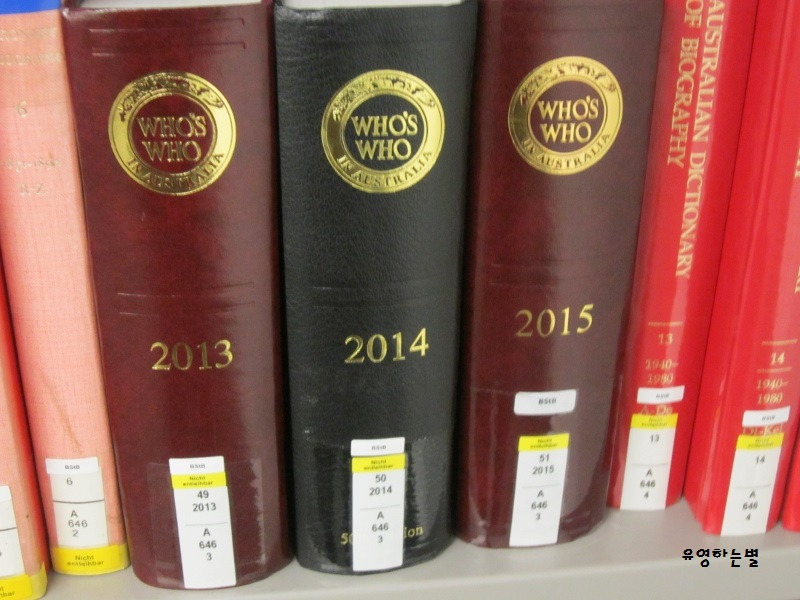 6
BSIB
6
A
646
2
Nicht
entleihbar
WHO'S
WHO
IN AUSTRALIA
2013
BSIB
Nicht
entleihbar
49
2013
A
646
3
WHO'S
WHO
IN AUSTRALIA
2014
BSIB
Nicht
entleihbar
50
2014
A
646
3
WHO'S
WHO
IN AUSTRALIA
2015
BSIB
Nicht
entleihbar
51
2015
A
646
3
AUSTRALIAN DICTIONARY
OF BIOGRAPHY
13
1940-
1980
BSIB
Nicht
entleihbar
13
A
646
4
14
1940-
1980
BSIB
Nicht
entleihbar
14
A
646
4
유영하는별